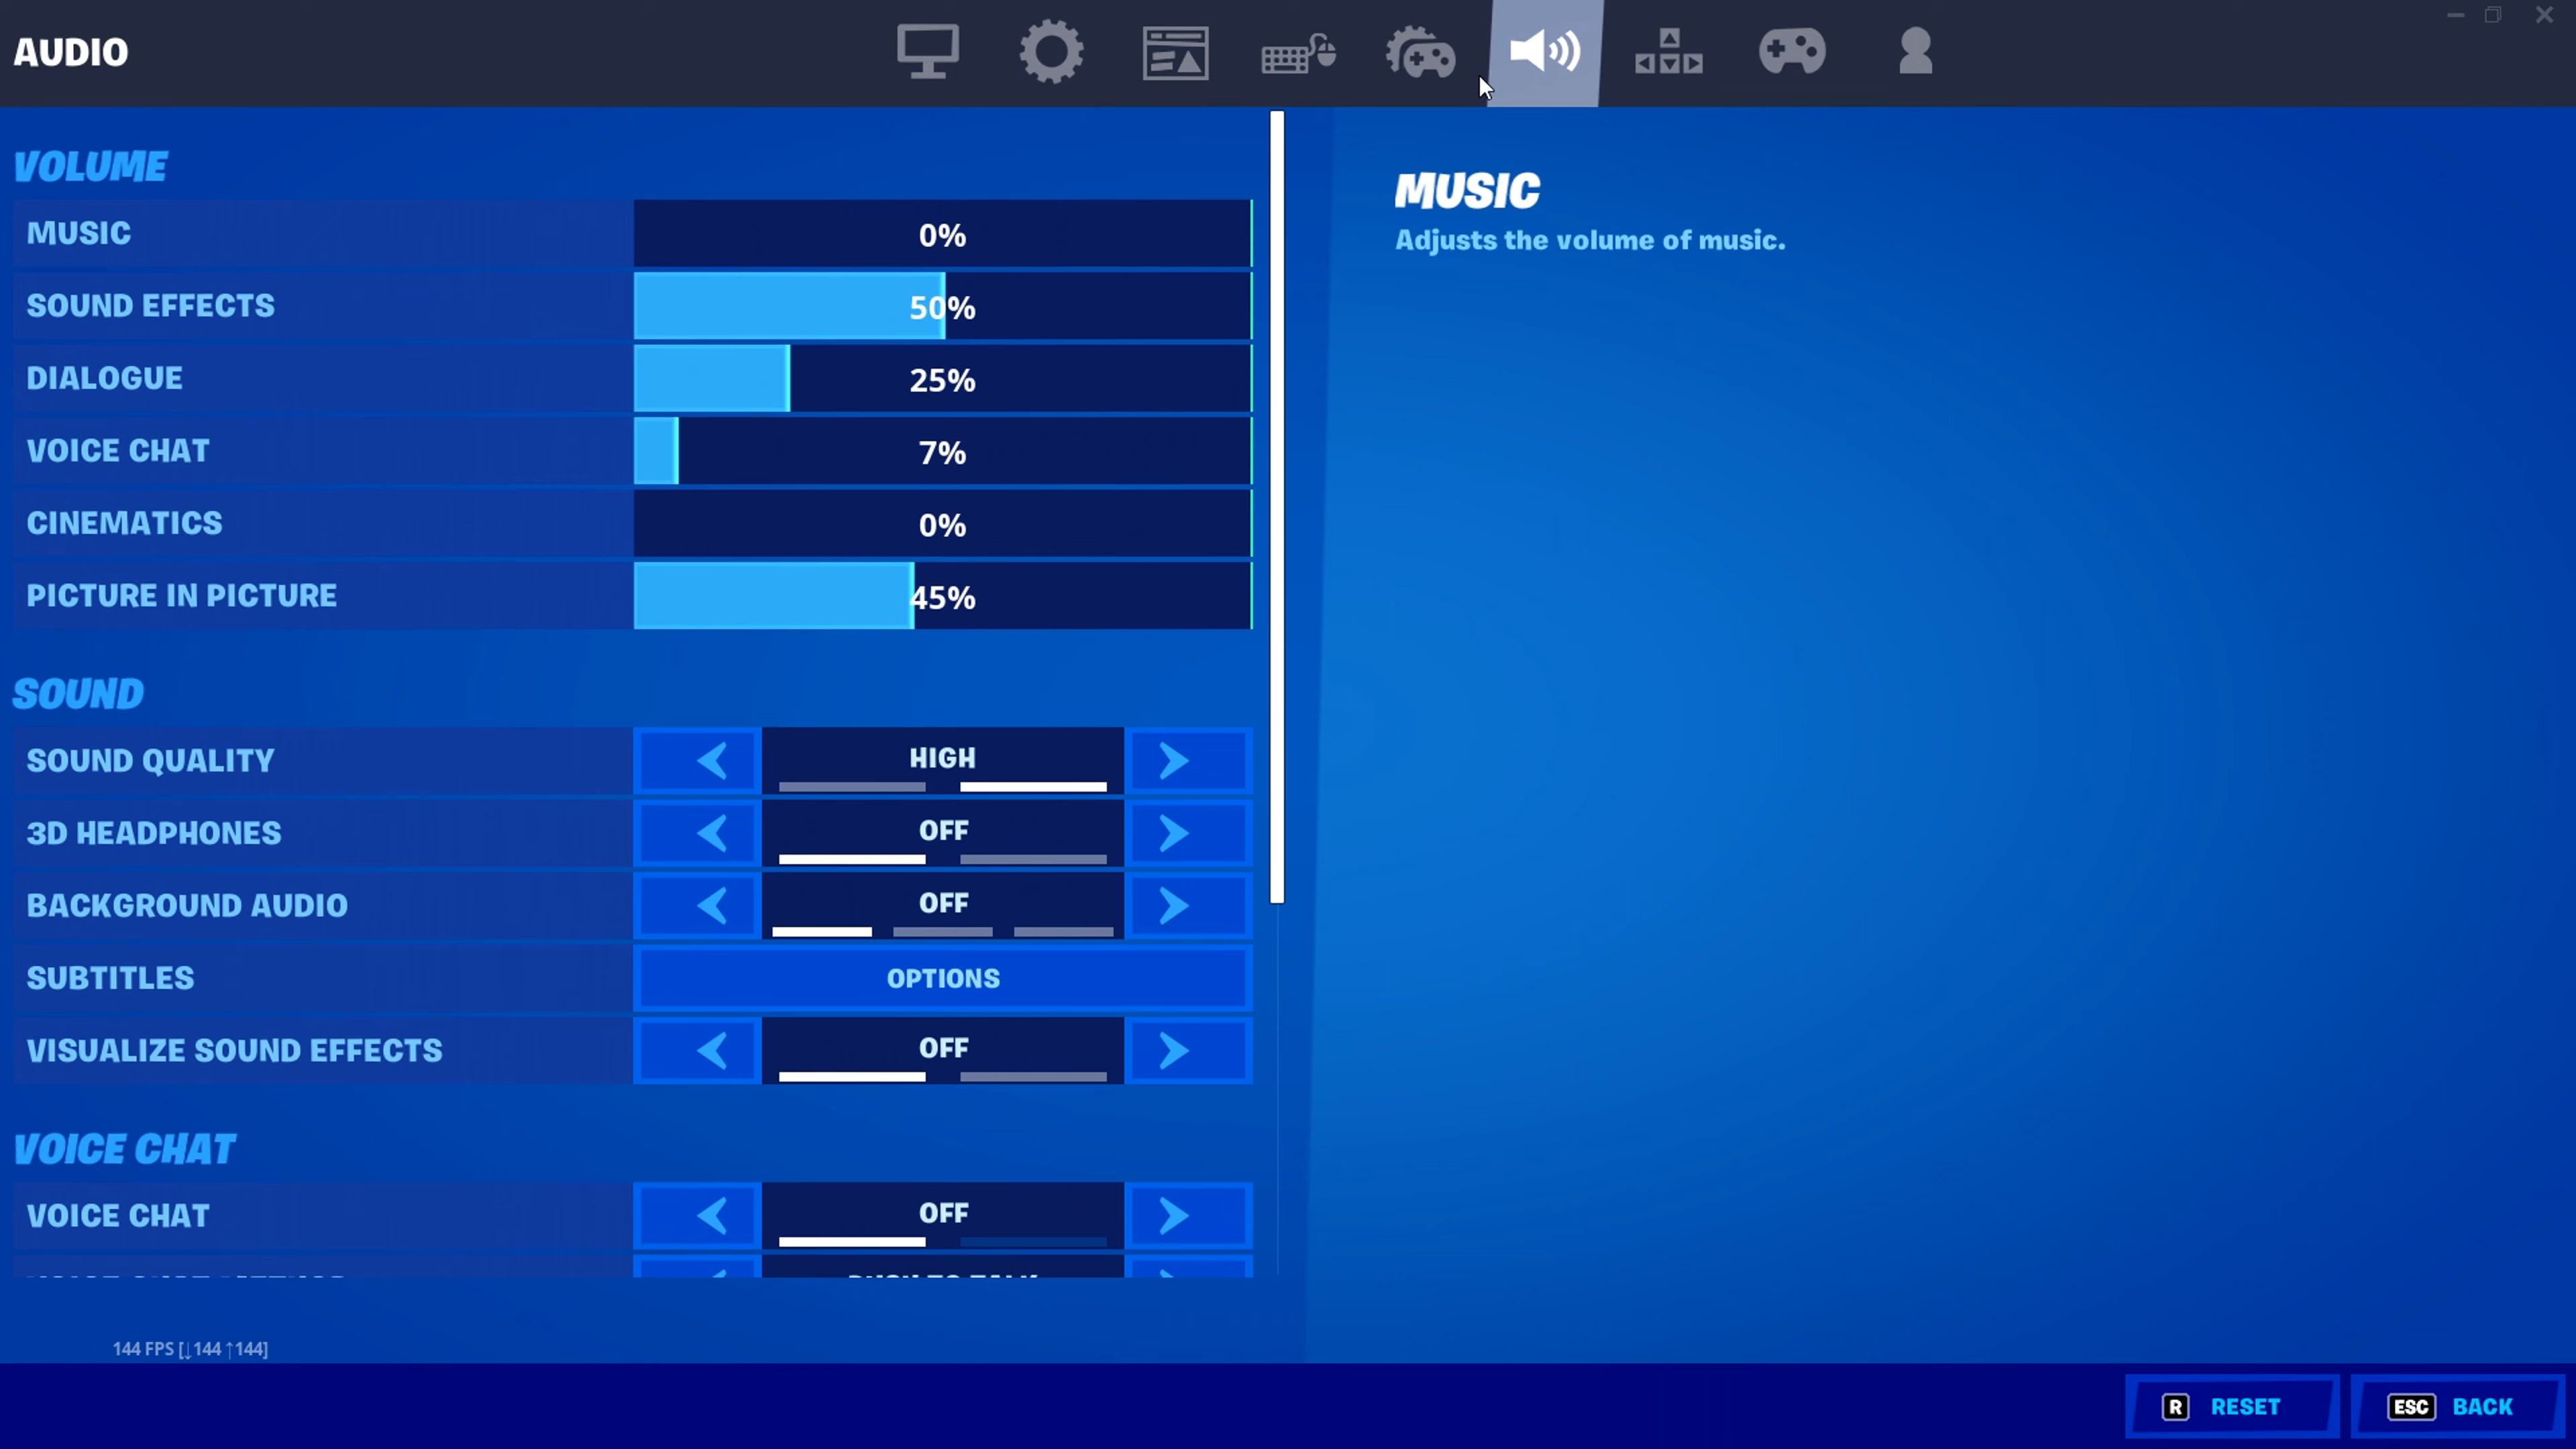 AUDIO
VOLUME
MUSIC 0%
SOUND EFFECTS 50%
DIALOGUE 25%
VOICE CHAT 7%
CINEMATICS 0%
PICTURE IN PICTURE 45%
SOUND
SOUND QUALITY HIGH
3D HEADPHONES OFF
BACKGROUND AUDIO OFF
SUBTITLES OPTIONS
VISUALIZE SOUND EFFECTS OFF
VOICE CHAT
VOICE CHAT OFF
MUSIC
Adjusts the volume of music.
144 FPS [↓144 ↑144]
R RESET
ESC BACK